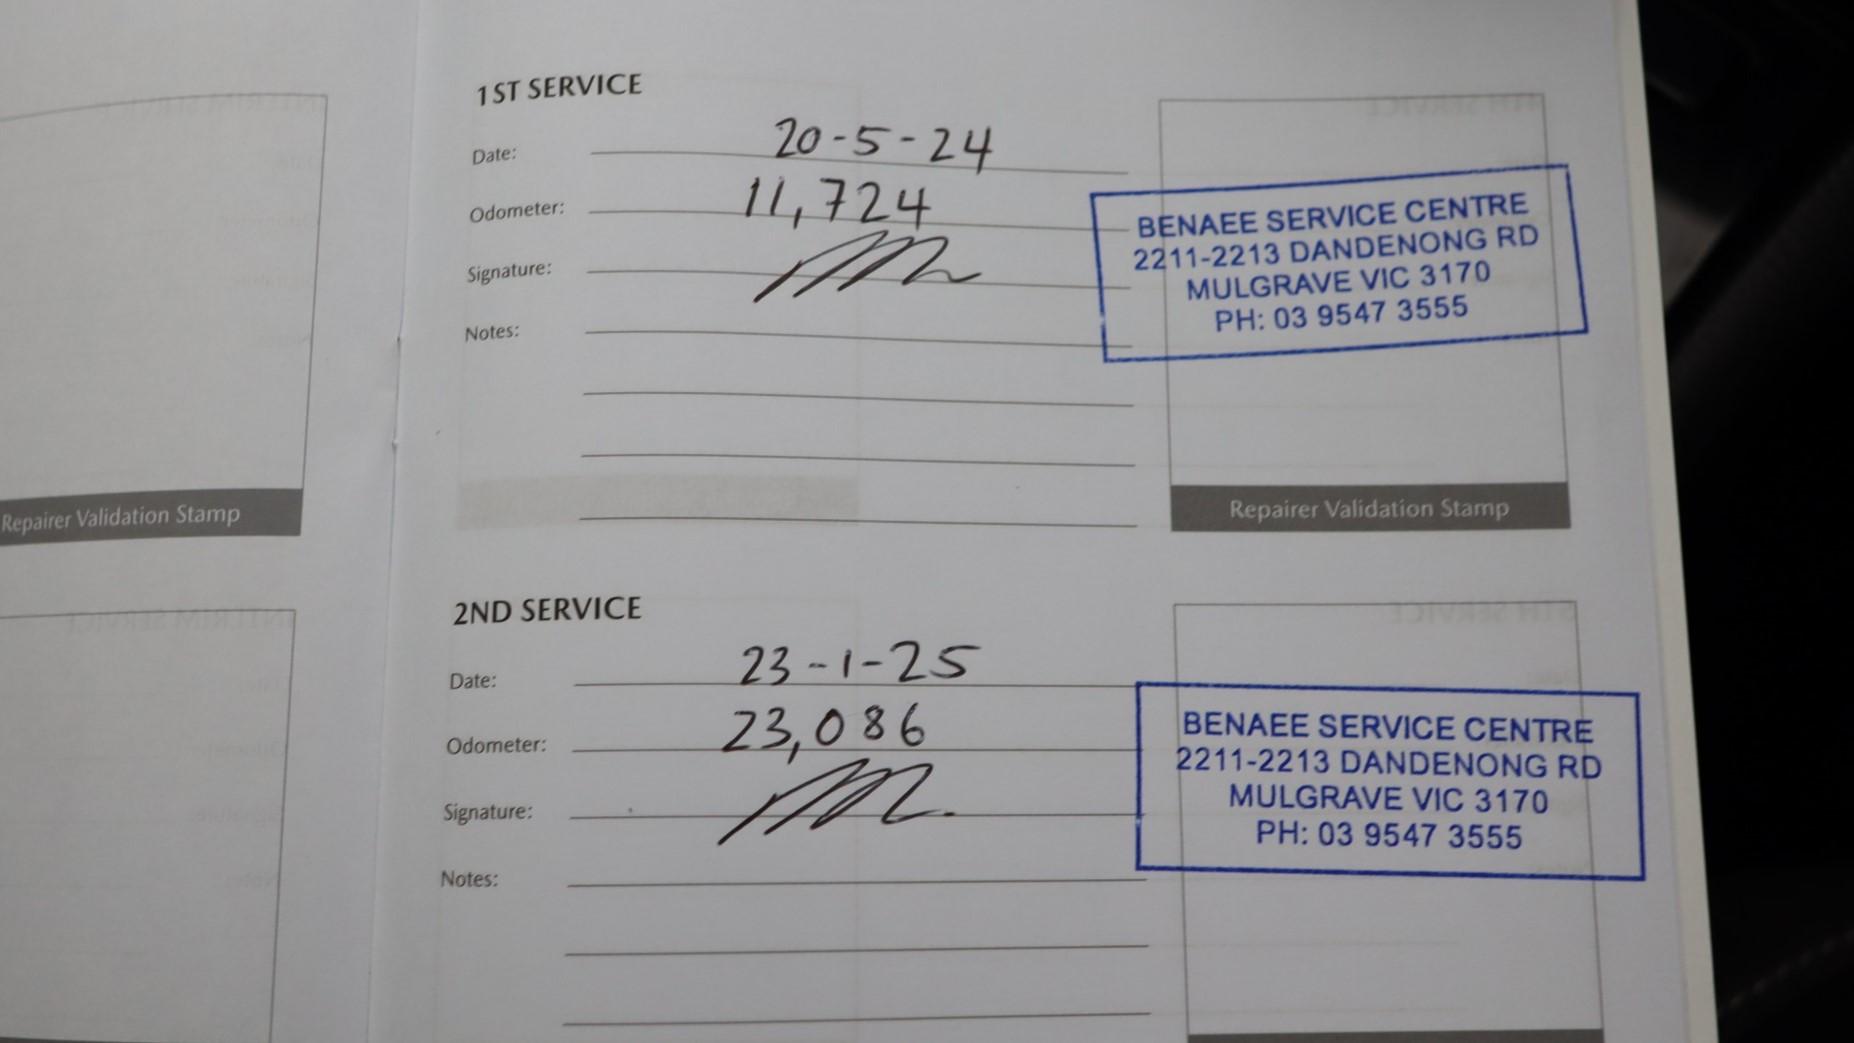 1ST SERVICE
Date: 20-5-24
Odometer: 11,724
Signature:
Notes:
BENAEE SERVICE CENTRE
2211-2213 DANDENONG RD
MULGRAVE VIC 3170
PH: 03 9547 3555
Repairer Validation Stamp
Repairer Validation Stamp
2ND SERVICE
Date: 23-1-25
Odometer: 23,086
Signature:
Notes:
BENAEE SERVICE CENTRE
2211-2213 DANDENONG RD
MULGRAVE VIC 3170
PH: 03 9547 3555